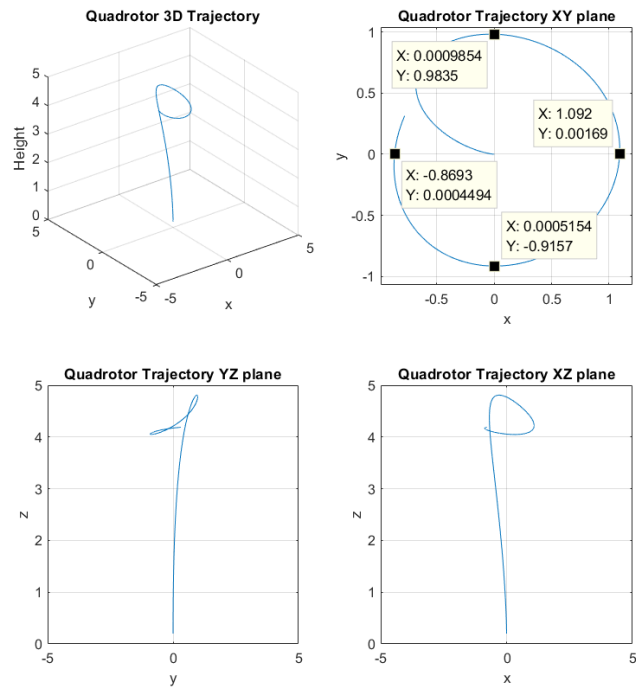 Quadrotor 3D Trajectory
5
4
3
2
1
0
Height
5
0
-5
y
-5
0
5
x
Quadrotor Trajectory XY plane
1
0.5
0
-0.5
-1
y
-0.5
0
0.5
1
x
X: 0.0009854
Y: 0.9835
X: 1.092
Y: 0.00169
X: -0.8693
Y: 0.0004494
X: 0.0005154
Y: -0.9157
Quadrotor Trajectory YZ plane
5
4
3
2
1
0
z
-5
0
5
y
Quadrotor Trajectory XZ plane
5
4
3
2
1
0
z
-5
0
5
x